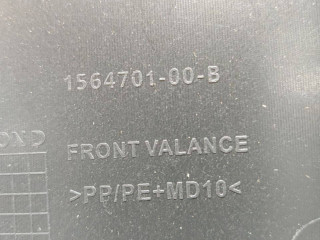 1564701-00-B
FRONT VALANCE
>PP/PE+MD10<